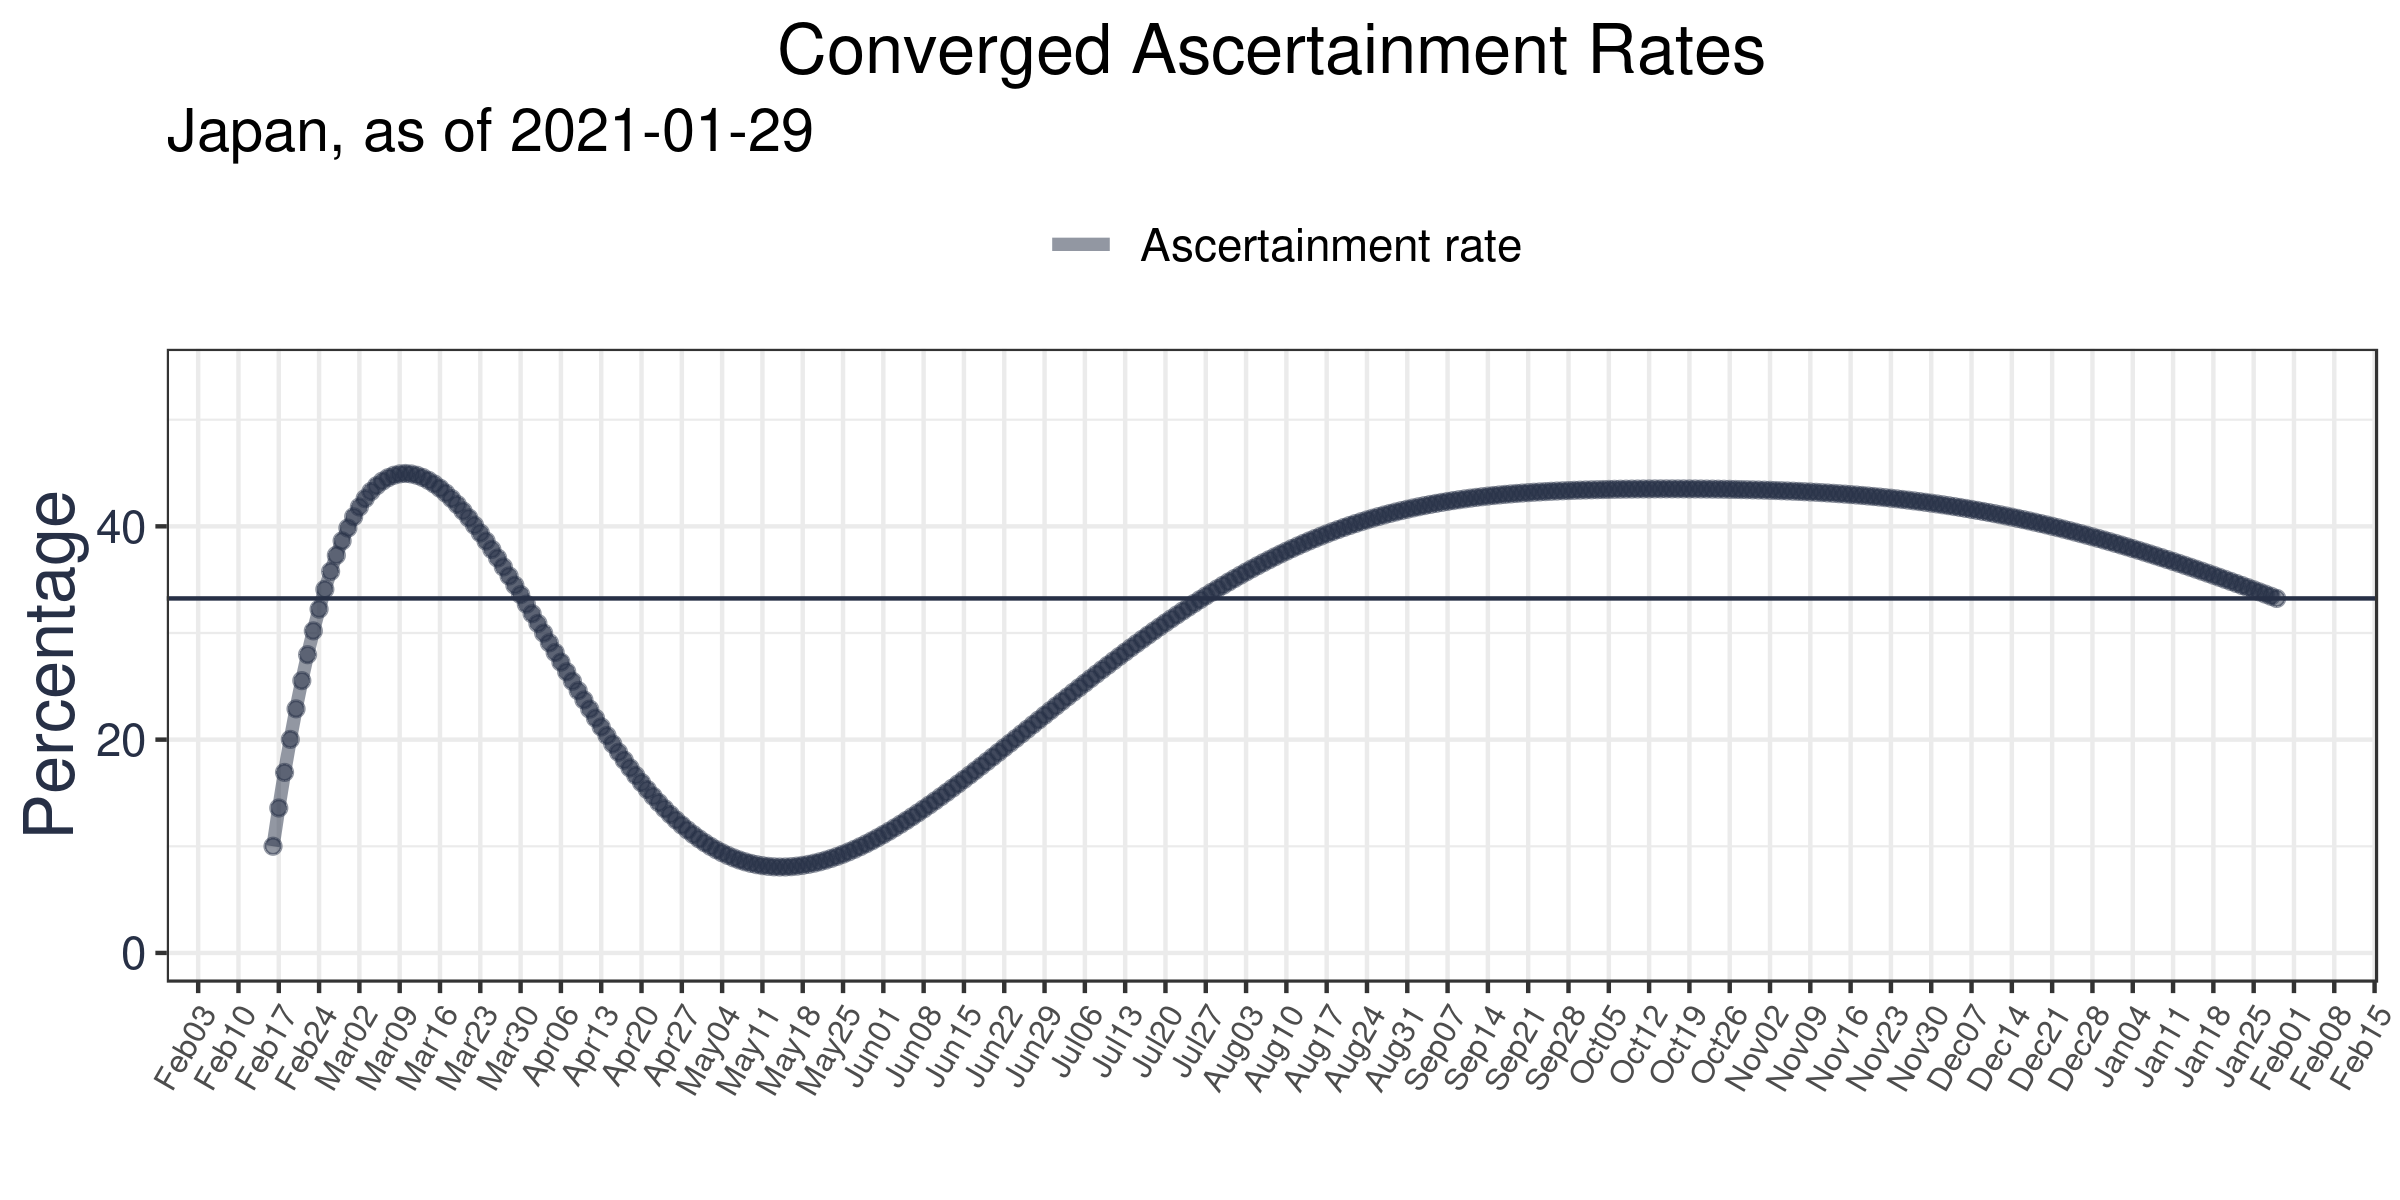 Converged Ascertainment Rates
Japan, as of 2021-01-29
Ascertainment rate
Percentage
40
20
0
Feb03
Feb10
Feb17
Feb24
Mar02
Mar09
Mar16
Mar23
Mar30
Apr06
Apr13
Apr20
Apr27
May04
May11
May18
May25
Jun01
Jun08
Jun15
Jun22
Jun29
Jul06
Jul13
Jul20
Jul27
Aug03
Aug10
Aug17
Aug24
Aug31
Sep07
Sep14
Sep21
Sep28
Oct05
Oct12
Oct19
Oct26
Nov02
Nov09
Nov16
Nov23
Nov30
Dec07
Dec14
Dec21
Dec28
Jan04
Jan11
Jan18
Jan25
Feb01
Feb08
Feb15